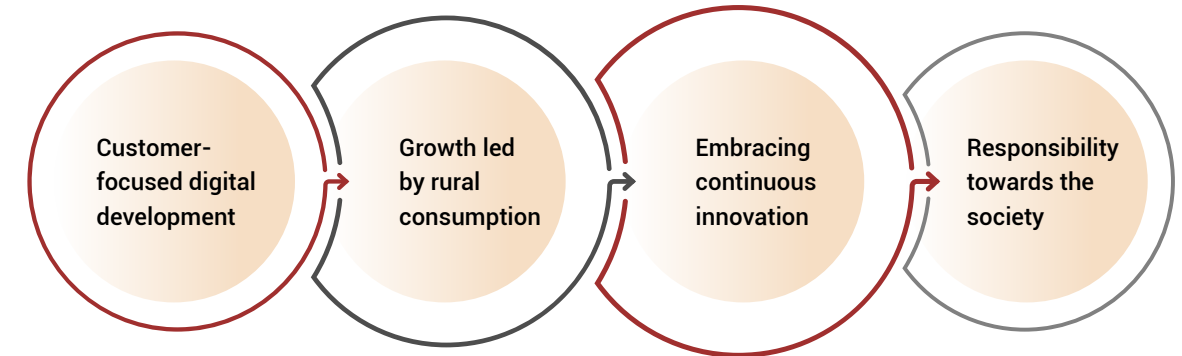 Customer-
focused digital
development
Growth led
by rural
consumption
Embracing
continuous
innovation
Responsibility
towards the
society